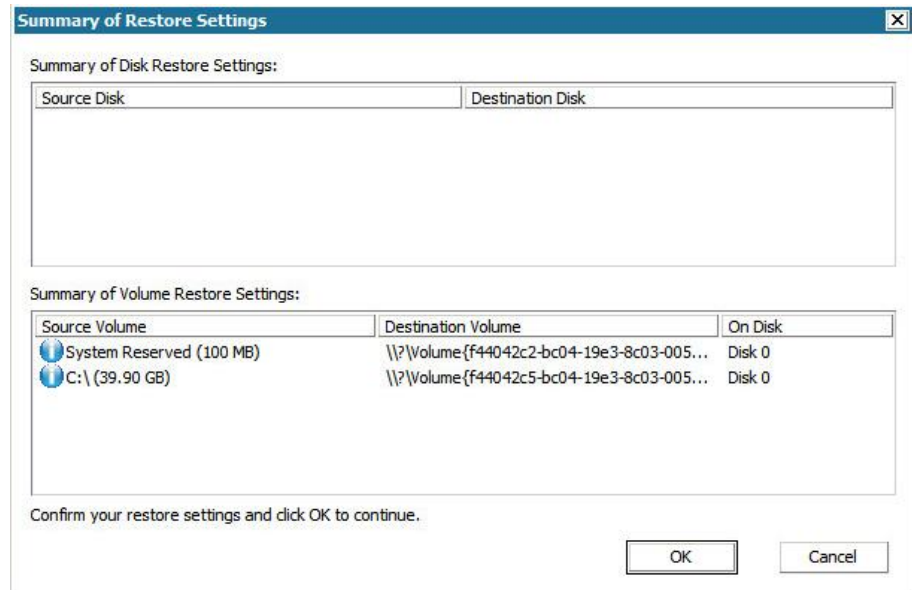 Summary of Restore Settings
Summary of Disk Restore Settings:
Source Disk Destination Disk
Summary of Volume Restore Settings:
Source Volume Destination Volume On Disk
System Reserved (100 MB) \\?\Volume{f44042c2-bc04-19e3-8c03-005... Disk 0
C:\ (39.90 GB) \\?\Volume{f44042c5-bc04-19e3-8c03-005... Disk 0
Confirm your restore settings and click OK to continue.
OK Cancel